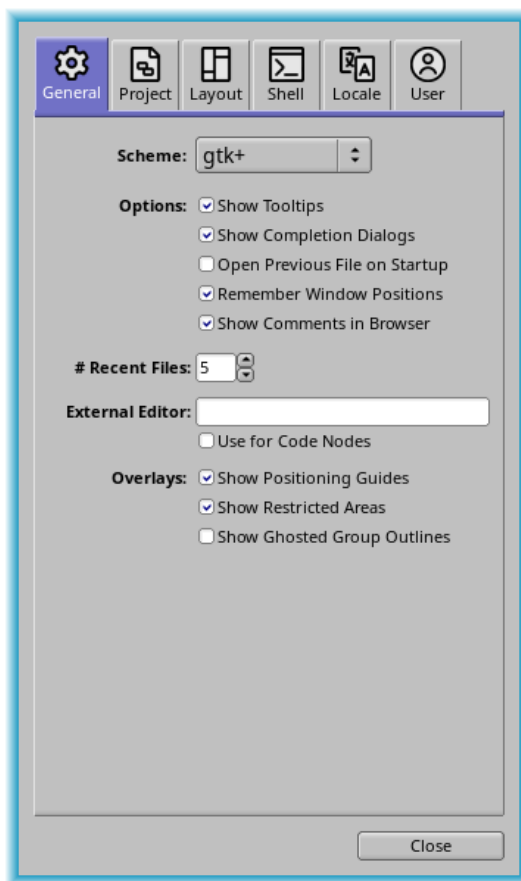 General Project Layout Shell Locale User
Scheme: gtk+
Options: Show Tooltips
Show Completion Dialogs
Open Previous File on Startup
Remember Window Positions
Show Comments in Browser
# Recent Files: 5
External Editor:
Use for Code Nodes
Overlays: Show Positioning Guides
Show Restricted Areas
Show Ghosted Group Outlines
Close